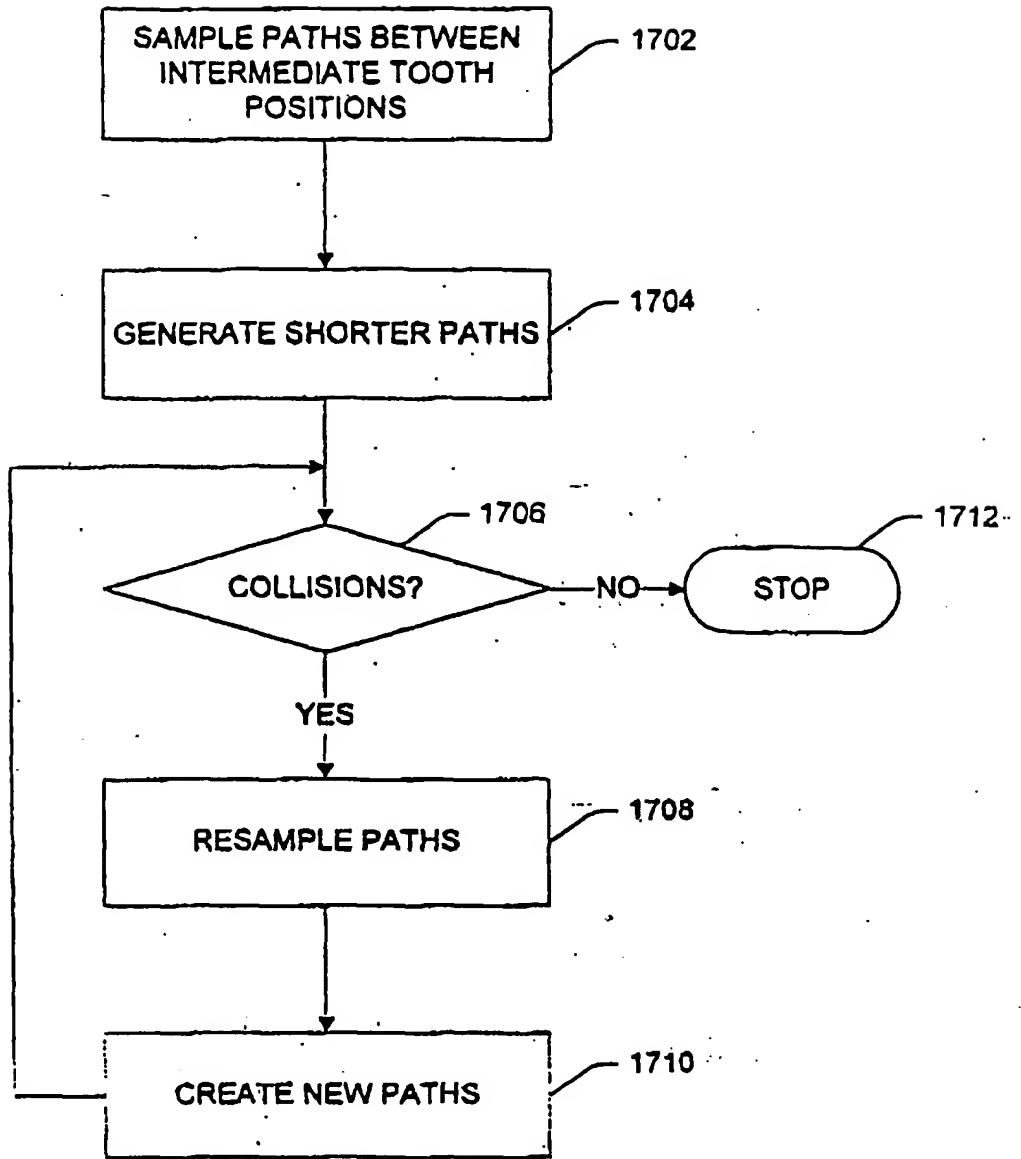 SAMPLE PATHS BETWEEN
INTERMEDIATE TOOTH
POSITIONS
1702
GENERATE SHORTER PATHS
1704
COLLISIONS?
1706
NO
STOP
1712
YES
RESAMPLE PATHS
1708
CREATE NEW PATHS
1710